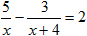 5/x − 3/(x+4) = 2